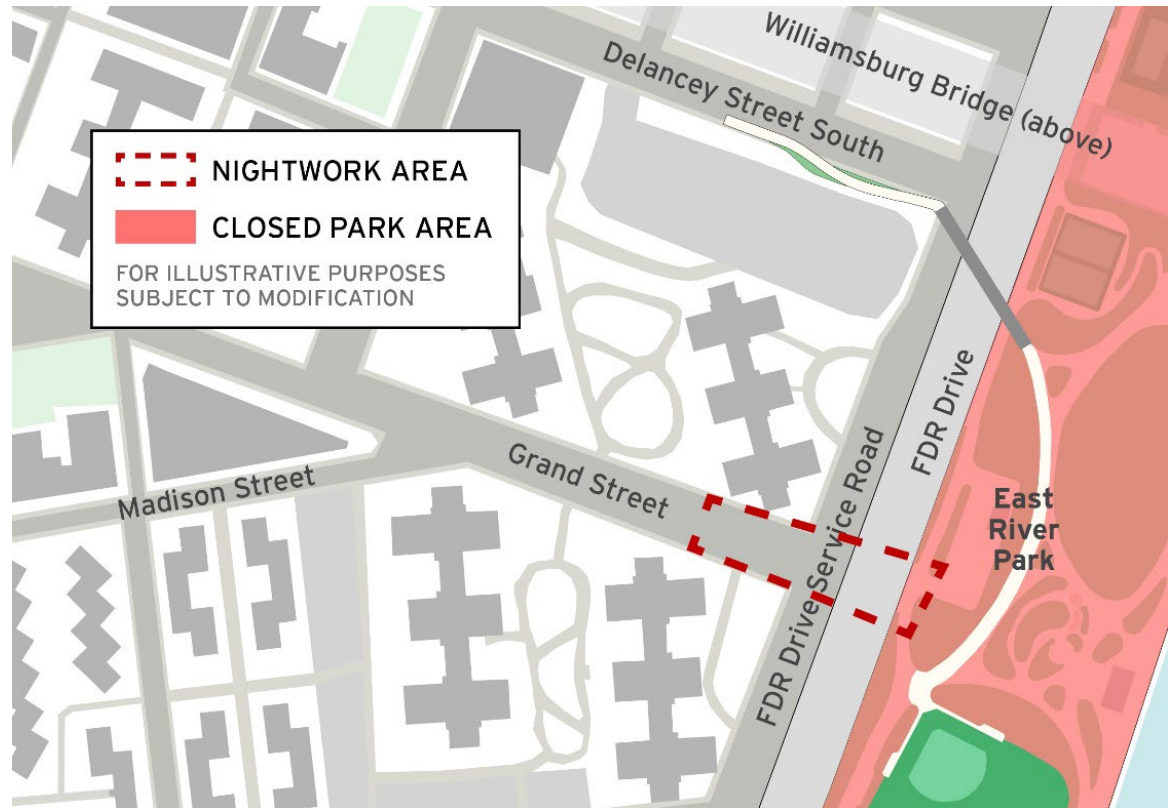 Williamsburg Bridge (above)
Delancey Street South
NIGHTWORK AREA
CLOSED PARK AREA
FOR ILLUSTRATIVE PURPOSES
SUBJECT TO MODIFICATION
FDR Drive
Grand Street
Madison Street
East
River
Park
FDR Drive Service Road